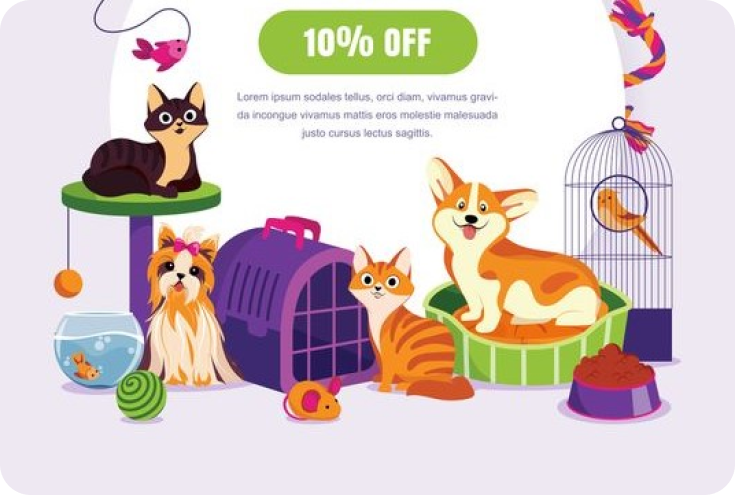 10% OFF
Lorem ipsum sodales tellus, orci diam, vivamus gravi-
da incongue vivamus mattis eros molestie malesuada
justo cursus lectus sagittis.